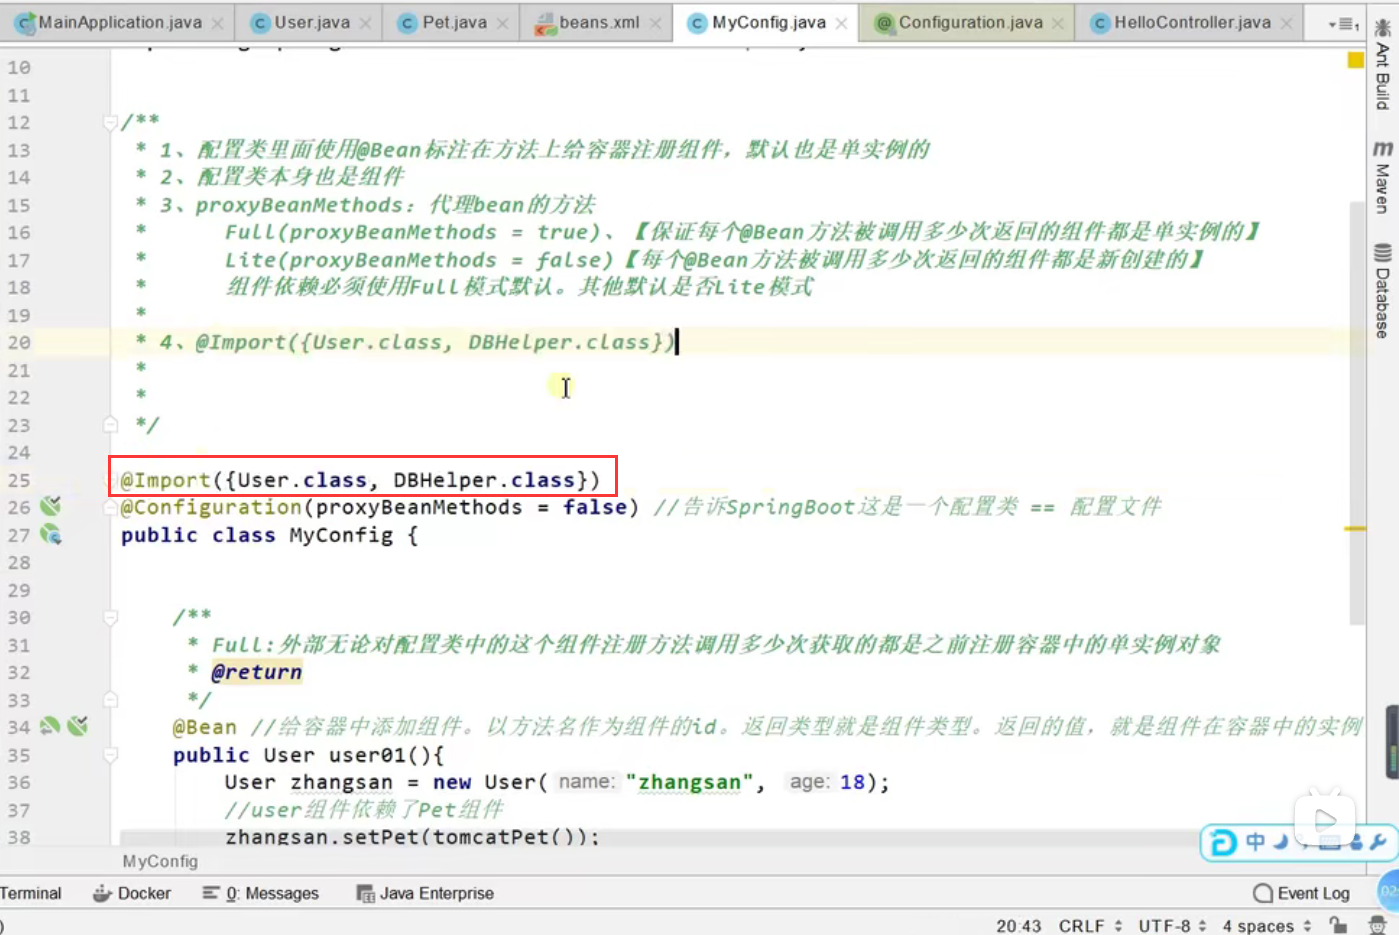 MainApplication.java
User.java
Pet.java
beans.xml
MyConfig.java
Configuration.java
HelloController.java
10
11
12 /**
13 * 1、配置类里面使用@Bean标注在方法上给容器注册组件，默认也是单实例的
14 * 2、配置类本身也是组件
15 * 3、proxyBeanMethods：代理bean的方法
16 * Full(proxyBeanMethods = true)、【保证每个@Bean方法被调用多少次返回的组件都是单实例的】
17 * Lite(proxyBeanMethods = false)【每个@Bean方法被调用多少次返回的组件都是新创建的】
18 * 组件依赖必须使用Full模式默认。其他默认是否Lite模式
19 *
20 * 4、@Import({User.class, DBHelper.class})
21 *
22 *
23 */
24
25 @Import({User.class, DBHelper.class})
26 @Configuration(proxyBeanMethods = false) //告诉SpringBoot这是一个配置类 == 配置文件
27 public class MyConfig {
28
29
30 /**
31 * Full:外部无论对配置类中的这个组件注册方法调用多少次获取的都是之前注册容器中的单实例对象
32 * @return
33 */
34 @Bean //给容器中添加组件。以方法名作为组件的id。返回类型就是组件类型。返回的值，就是组件在容器中的实例
35 public User user01(){
36 User zhangsan = new User( name: "zhangsan", age: 18);
37 //user组件依赖了Pet组件
38 zhangsan.setPet(tomcatPet());
MyConfig
Ant Build
Maven
Database
中
Terminal
Docker
0: Messages
Java Enterprise
Event Log
20:43 CRLF UTF-8 4 spaces